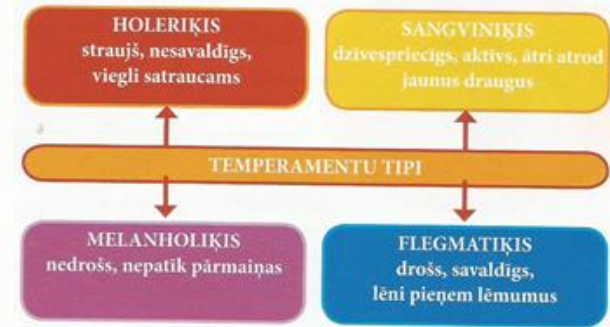 HOLERIĶIS
straujš, nesavaldīgs,
viegli satraucams
SANGVINIĶIS
dzīvespriecīgs, aktīvs, ātri atrod
jaunus draugus
TEMPERAMENTU TIPI
MELANHOLIĶIS
nedrošs, nepatīk pārmaiņas
FLEGMATIĶIS
drošs, savaldīgs,
lēni pieņem lēmumus